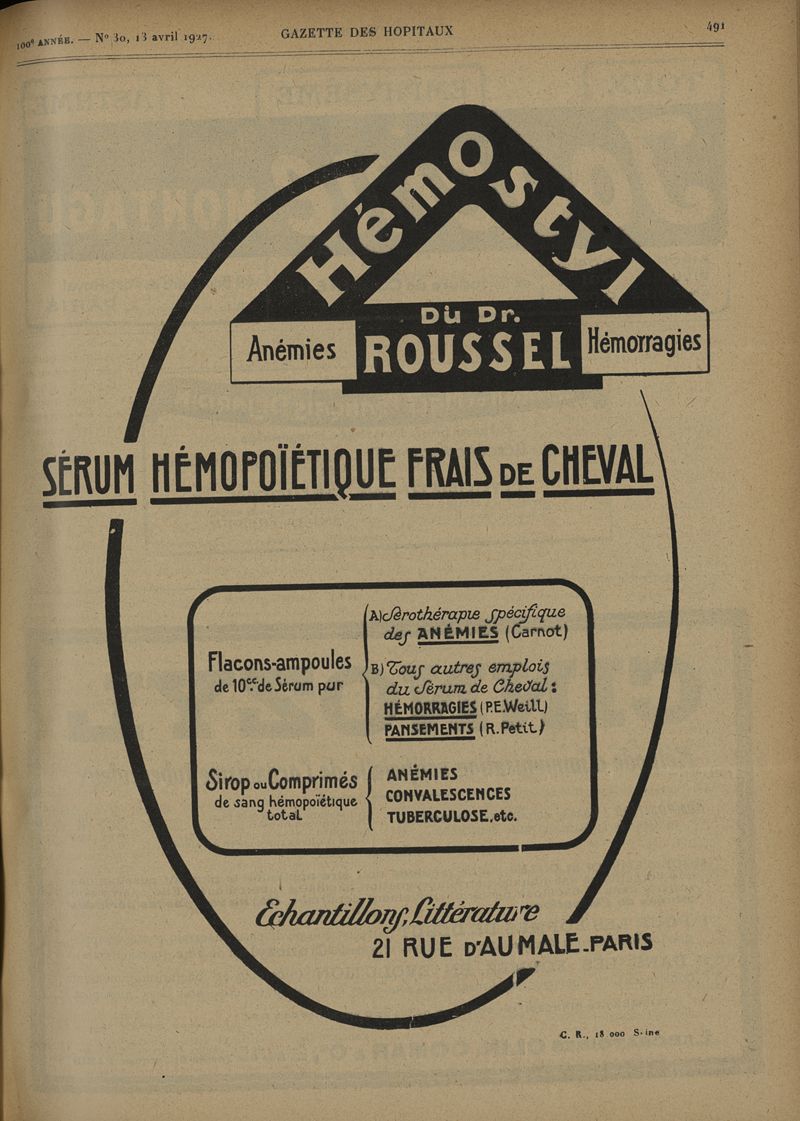 100e ANNÉE. — No 30, 13 avril 1927.
GAZETTE DES HOPITAUX
491
HémOstyl
Du Dr.
ROUSSEL
Anémies
Hémorragies
SÉRUM HÉMOPOÏÉTIQUE FRAIS DE CHEVAL
Flacons-ampoules
de 10cc. de Sérum pur
A) Sérothérapie spécifique
des ANÉMIES (Carnot)
B) Tous autres emplois
du Sérum de Cheval :
HÉMORRAGIES (P.E.Weill)
PANSEMENTS (R.Petit)
Sirop ou Comprimés
de sang hémopoïétique
total
ANÉMIES
CONVALESCENCES
TUBERCULOSE, etc.
Echantillons, Littérature
21 RUE D'AUMALE-PARIS
C. R., 18 000 Seine